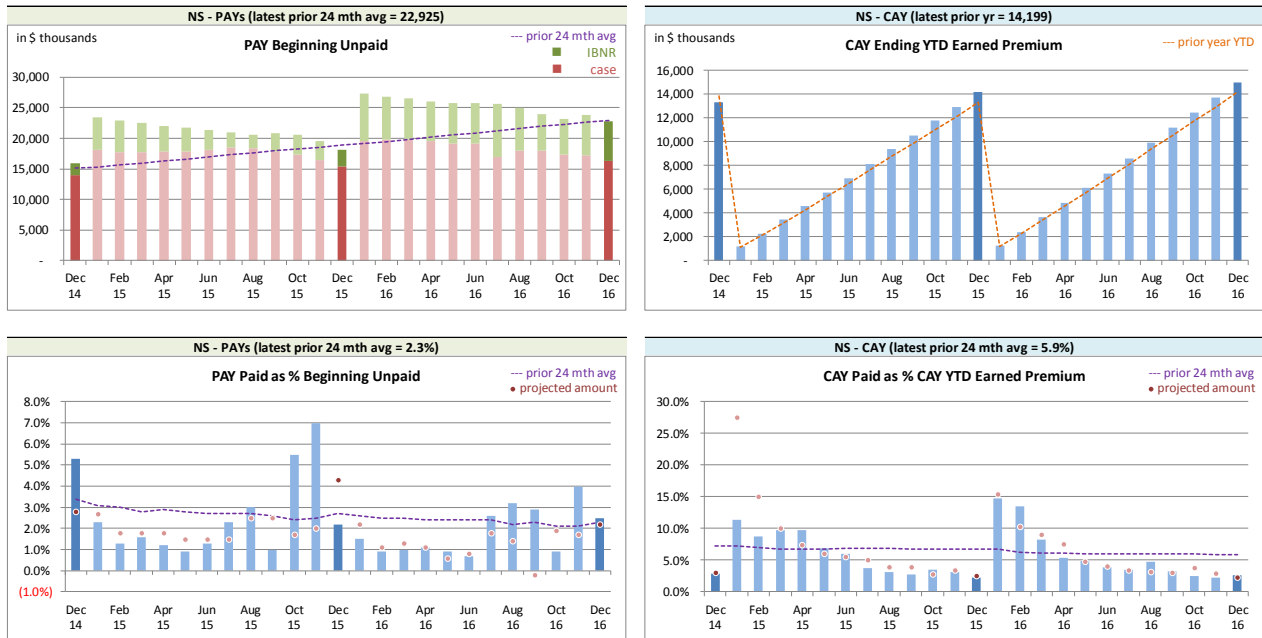 NS - PAYs (latest prior 24 mth avg = 22,925)
in $ thousands
PAY Beginning Unpaid
--- prior 24 mth avg
IBNR
case
30,000
25,000
20,000
15,000
10,000
5,000
-
Dec Feb Apr Jun Aug Oct Dec Feb Apr Jun Aug Oct Dec
14 15 15 15 15 15 15 16 16 16 16 16 16
NS - CAY (latest prior yr = 14,199)
in $ thousands
CAY Ending YTD Earned Premium
--- prior year YTD
16,000
14,000
12,000
10,000
8,000
6,000
4,000
2,000
-
Dec Feb Apr Jun Aug Oct Dec Feb Apr Jun Aug Oct Dec
14 15 15 15 15 15 15 16 16 16 16 16 16
NS - PAYs (latest prior 24 mth avg = 2.3%)
PAY Paid as % Beginning Unpaid
--- prior 24 mth avg
projected amount
8.0%
7.0%
6.0%
5.0%
4.0%
3.0%
2.0%
1.0%
0.0%
(1.0%)
Dec Feb Apr Jun Aug Oct Dec Feb Apr Jun Aug Oct Dec
14 15 15 15 15 15 15 16 16 16 16 16 16
NS - CAY (latest prior 24 mth avg = 5.9%)
CAY Paid as % CAY YTD Earned Premium
--- prior 24 mth avg
projected amount
30.0%
25.0%
20.0%
15.0%
10.0%
5.0%
0.0%
Dec Feb Apr Jun Aug Oct Dec Feb Apr Jun Aug Oct Dec
14 15 15 15 15 15 15 16 16 16 16 16 16